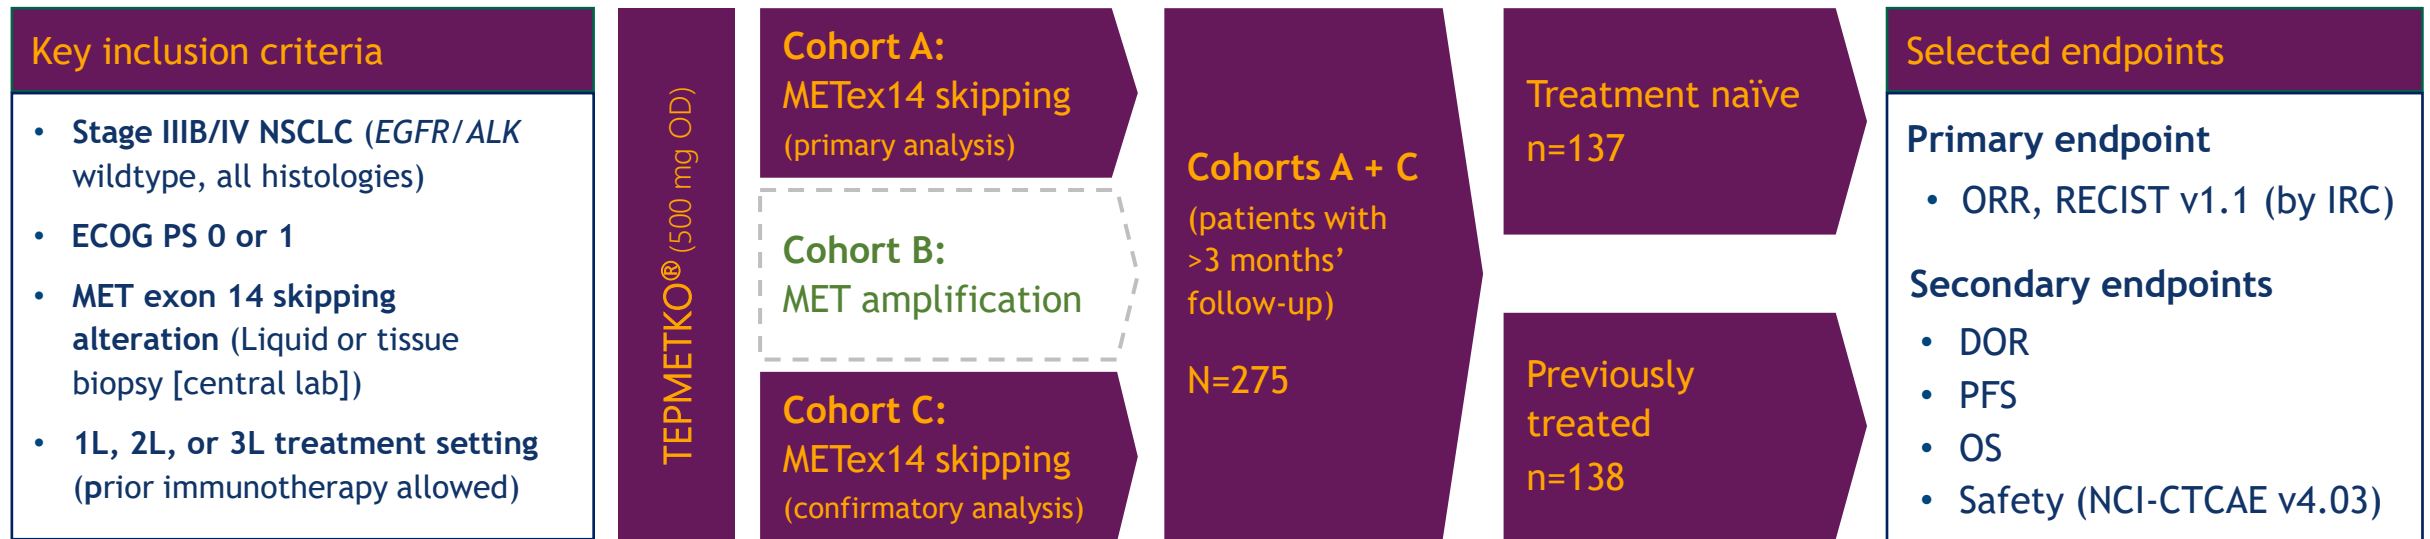 Key inclusion criteria
• Stage IIIB/IV NSCLC (EGFR/ALK
wildtype, all histologies)
• ECOG PS 0 or 1
• MET exon 14 skipping
alteration (Liquid or tissue
biopsy [central lab])
• 1L, 2L, or 3L treatment setting
(prior immunotherapy allowed)
TEPMETKO® (500 mg OD)
Cohort A:
METex14 skipping
(primary analysis)
Cohort B:
MET amplification
Cohort C:
METex14 skipping
(confirmatory analysis)
Cohorts A + C
(patients with
>3 months’
follow-up)
N=275
Treatment naïve
n=137
Previously
treated
n=138
Selected endpoints
Primary endpoint
• ORR, RECIST v1.1 (by IRC)
Secondary endpoints
• DOR
• PFS
• OS
• Safety (NCI-CTCAE v4.03)